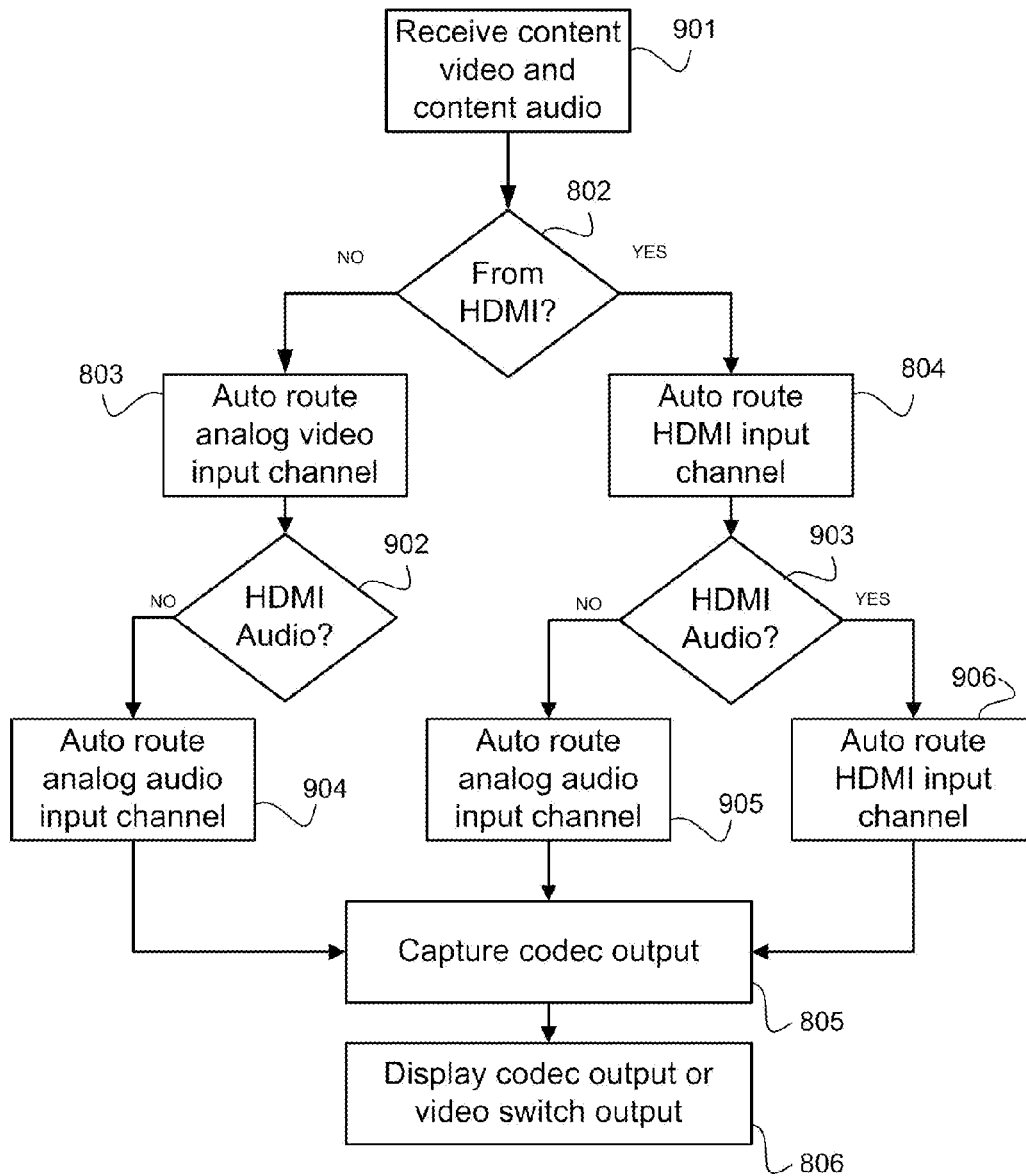 Receive content
video and
content audio
901
802
From
HDMI?
NO
YES
803
Auto route
analog video
input channel
804
Auto route
HDMI input
channel
902
HDMI
Audio?
NO
903
HDMI
Audio?
NO
YES
906
Auto route
analog audio
input channel
904
Auto route
analog audio
input channel
905
Auto route
HDMI input
channel
Capture codec output
805
Display codec output or
video switch output
806